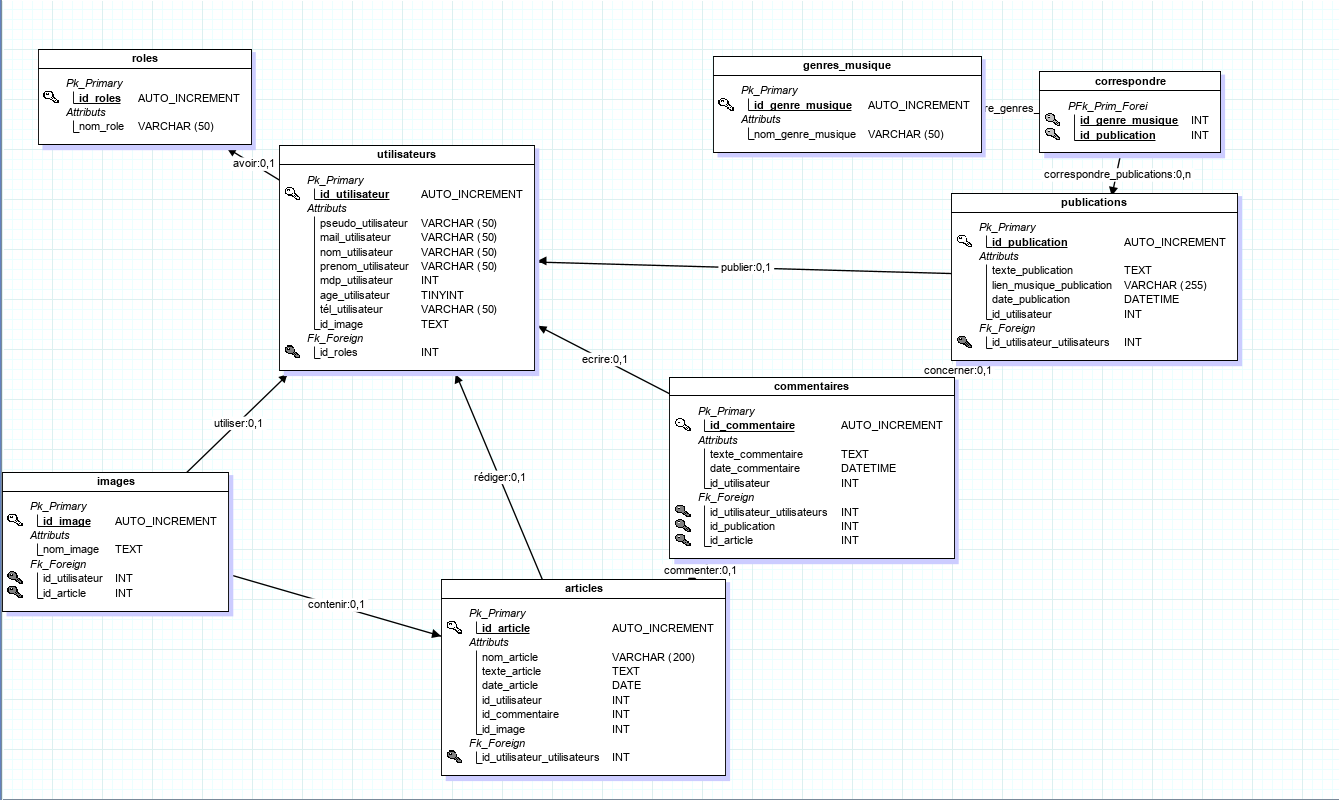 roles
Pk_Primary
id_roles AUTO_INCREMENT
Attributs
nom_role VARCHAR (50)
genres_musique
Pk_Primary
id_genre_musique AUTO_INCREMENT
Attributs
nom_genre_musique VARCHAR (50)
re_genres_
correspondre
PFk_Prim_Forei
id_genre_musique INT
id_publication INT
avoir:0,1
correspondre_publications:0,n
utilisateurs
Pk_Primary
id_utilisateur AUTO_INCREMENT
Attributs
pseudo_utilisateur VARCHAR (50)
mail_utilisateur VARCHAR (50)
nom_utilisateur VARCHAR (50)
prenom_utilisateur VARCHAR (50)
mdp_utilisateur INT
age_utilisateur TINYINT
tél_utilisateur VARCHAR (50)
id_image TEXT
Fk_Foreign
id_roles INT
publier:0,1
publications
Pk_Primary
id_publication AUTO_INCREMENT
Attributs
texte_publication TEXT
lien_musique_publication VARCHAR (255)
date_publication DATETIME
id_utilisateur INT
Fk_Foreign
id_utilisateur_utilisateurs INT
ecrire:0,1
concerner:0,1
commentaires
Pk_Primary
id_commentaire AUTO_INCREMENT
Attributs
texte_commentaire TEXT
date_commentaire DATETIME
id_utilisateur INT
Fk_Foreign
id_utilisateur_utilisateurs INT
id_publication INT
id_article INT
utiliser:0,1
rédiger:0,1
images
Pk_Primary
id_image AUTO_INCREMENT
Attributs
nom_image TEXT
Fk_Foreign
id_utilisateur INT
id_article INT
contenir:0,1
commenter:0,1
articles
Pk_Primary
id_article AUTO_INCREMENT
Attributs
nom_article VARCHAR (200)
texte_article TEXT
date_article DATE
id_utilisateur INT
id_commentaire INT
id_image INT
Fk_Foreign
id_utilisateur_utilisateurs INT